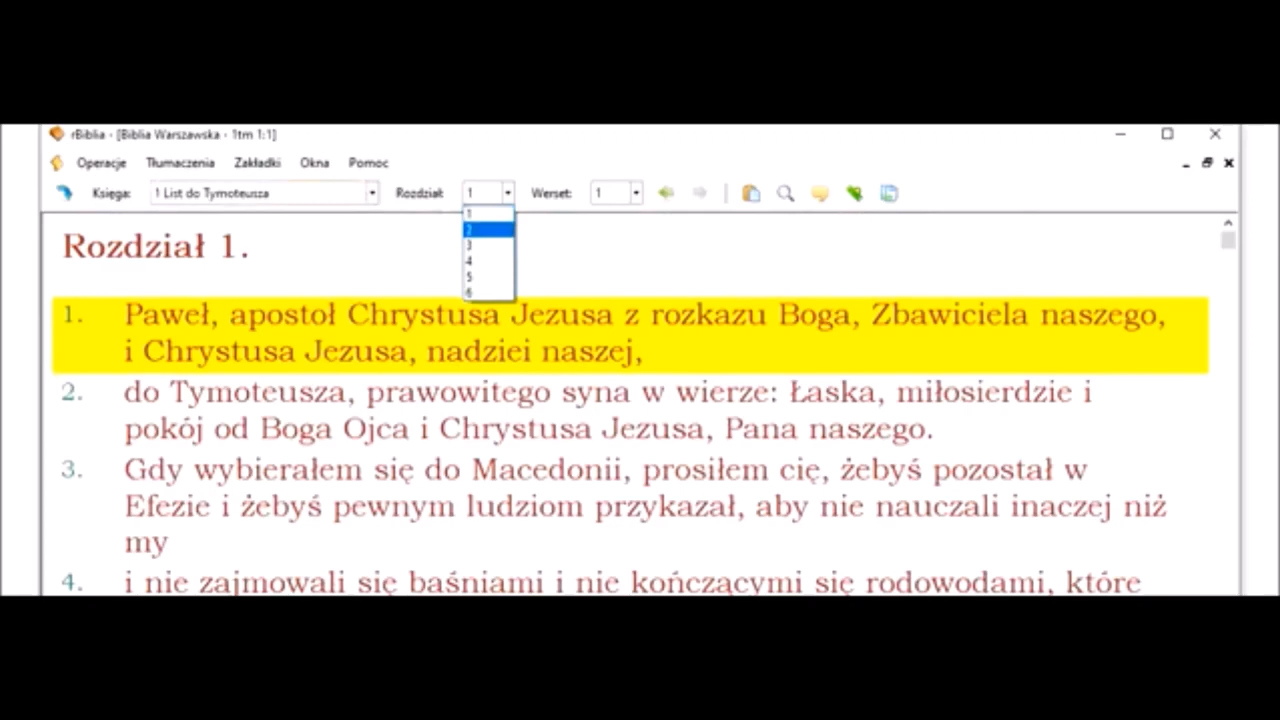 rBiblia - [Biblia Warszawska - 1tm 1:1]
Operacje Tłumaczenia Zakładki Okna Pomoc
Księga: 1 List do Tymoteusza Rozdział: 1 Werset: 1
1
2
3
4
5
6
Rozdział 1.
1. Paweł, apostoł Chrystusa Jezusa z rozkazu Boga, Zbawiciela naszego,
i Chrystusa Jezusa, nadziei naszej,
2. do Tymoteusza, prawowitego syna w wierze: Łaska, miłosierdzie i
pokój od Boga Ojca i Chrystusa Jezusa, Pana naszego.
3. Gdy wybierałem się do Macedonii, prosiłem cię, żebyś pozostał w
Efezie i żebyś pewnym ludziom przykazał, aby nie nauczali inaczej niż
my
4. i nie zajmowali się baśniami i nie kończącymi się rodowodami, które